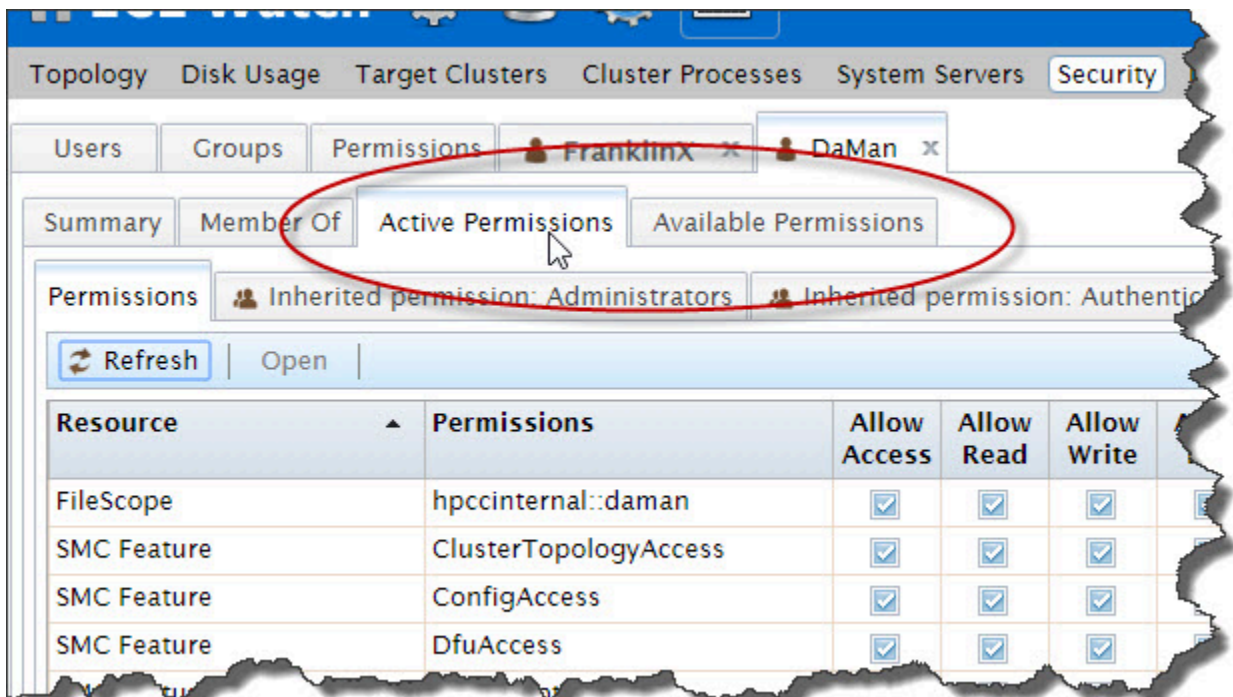 Topology Disk Usage Target Clusters Cluster Processes System Servers Security
Users Groups Permissions FranklinX DaMan
Summary Member Of Active Permissions Available Permissions
Permissions Inherited permission: Administrators Inherited permission:
Refresh Open
Resource Permissions Allow Access Allow Read Allow Write
FileScope hpccinternal::daman
SMC Feature ClusterTopologyAccess
SMC Feature ConfigAccess
SMC Feature DfuAccess